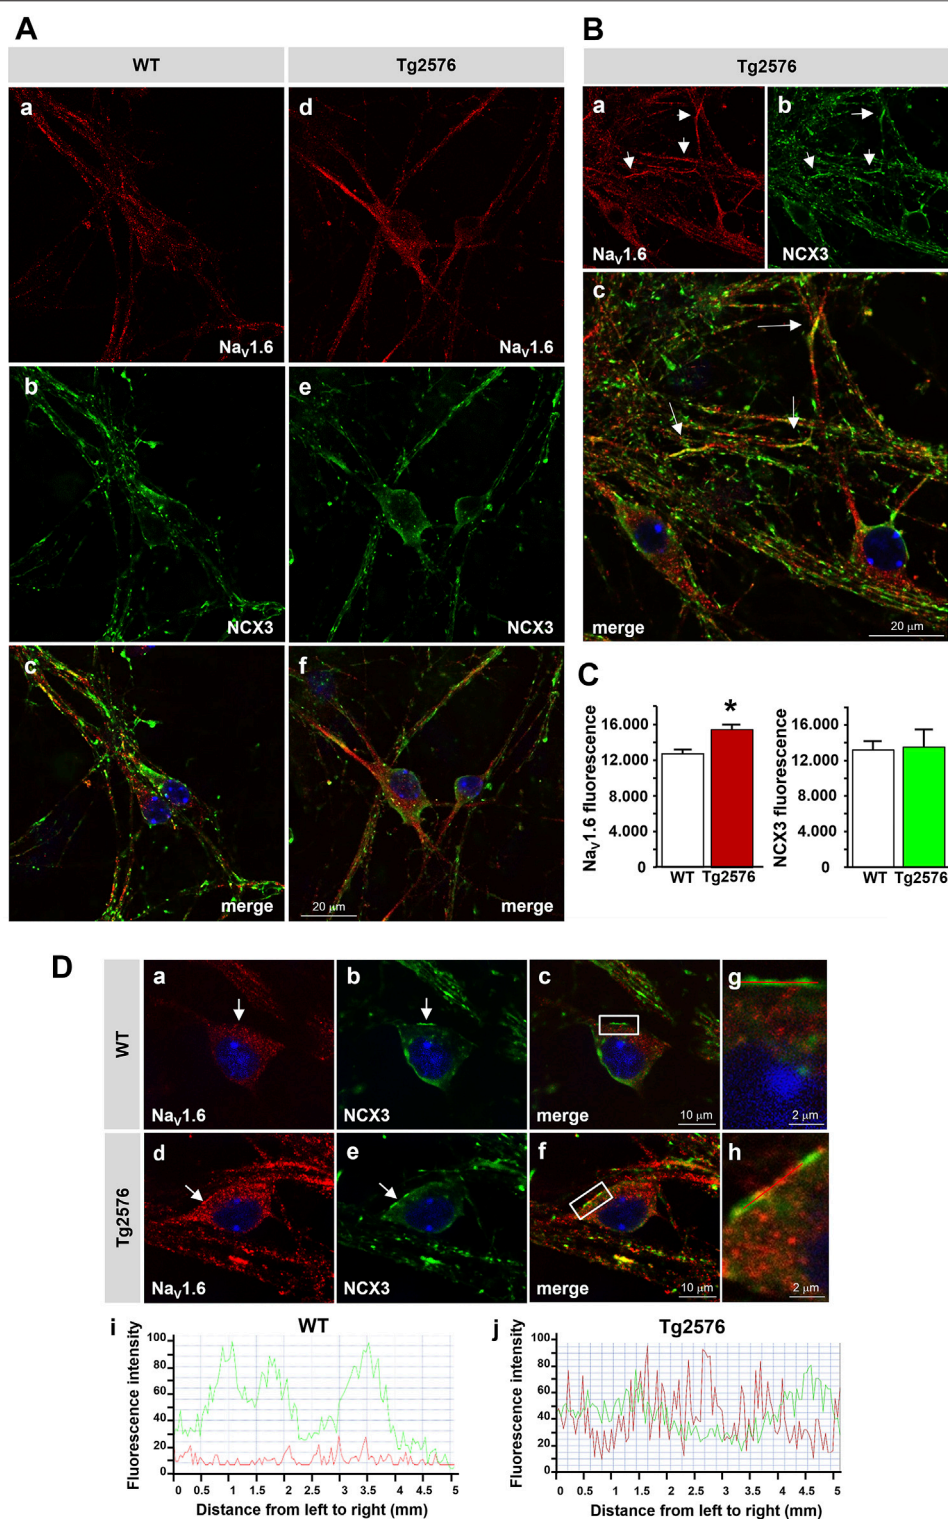 A
WT
Tg2576
a
Na_V1.6
d
Na_V1.6
b
NCX3
e
NCX3
c
merge
f
20 μm
merge
B
Tg2576
a
Na_V1.6
b
NCX3
c
merge
20 μm
C
Na_V1.6 fluorescence
16.000
12.000
8.000
4.000
0
WT Tg2576
*
NCX3 fluorescence
16.000
12.000
8.000
4.000
0
WT Tg2576
D
WT
a
Na_V1.6
b
NCX3
c
merge
10 μm
g
2 μm
Tg2576
d
Na_V1.6
e
NCX3
f
merge
10 μm
h
2 μm
i
WT
Fluorescence intensity
100
80
60
40
20
0
0 0.5 1 1.5 2 2.5 3 3.5 4 4.5 5
Distance from left to right (mm)
j
Tg2576
Fluorescence intensity
100
80
60
40
20
0
0 0.5 1 1.5 2 2.5 3 3.5 4 4.5 5
Distance from left to right (mm)